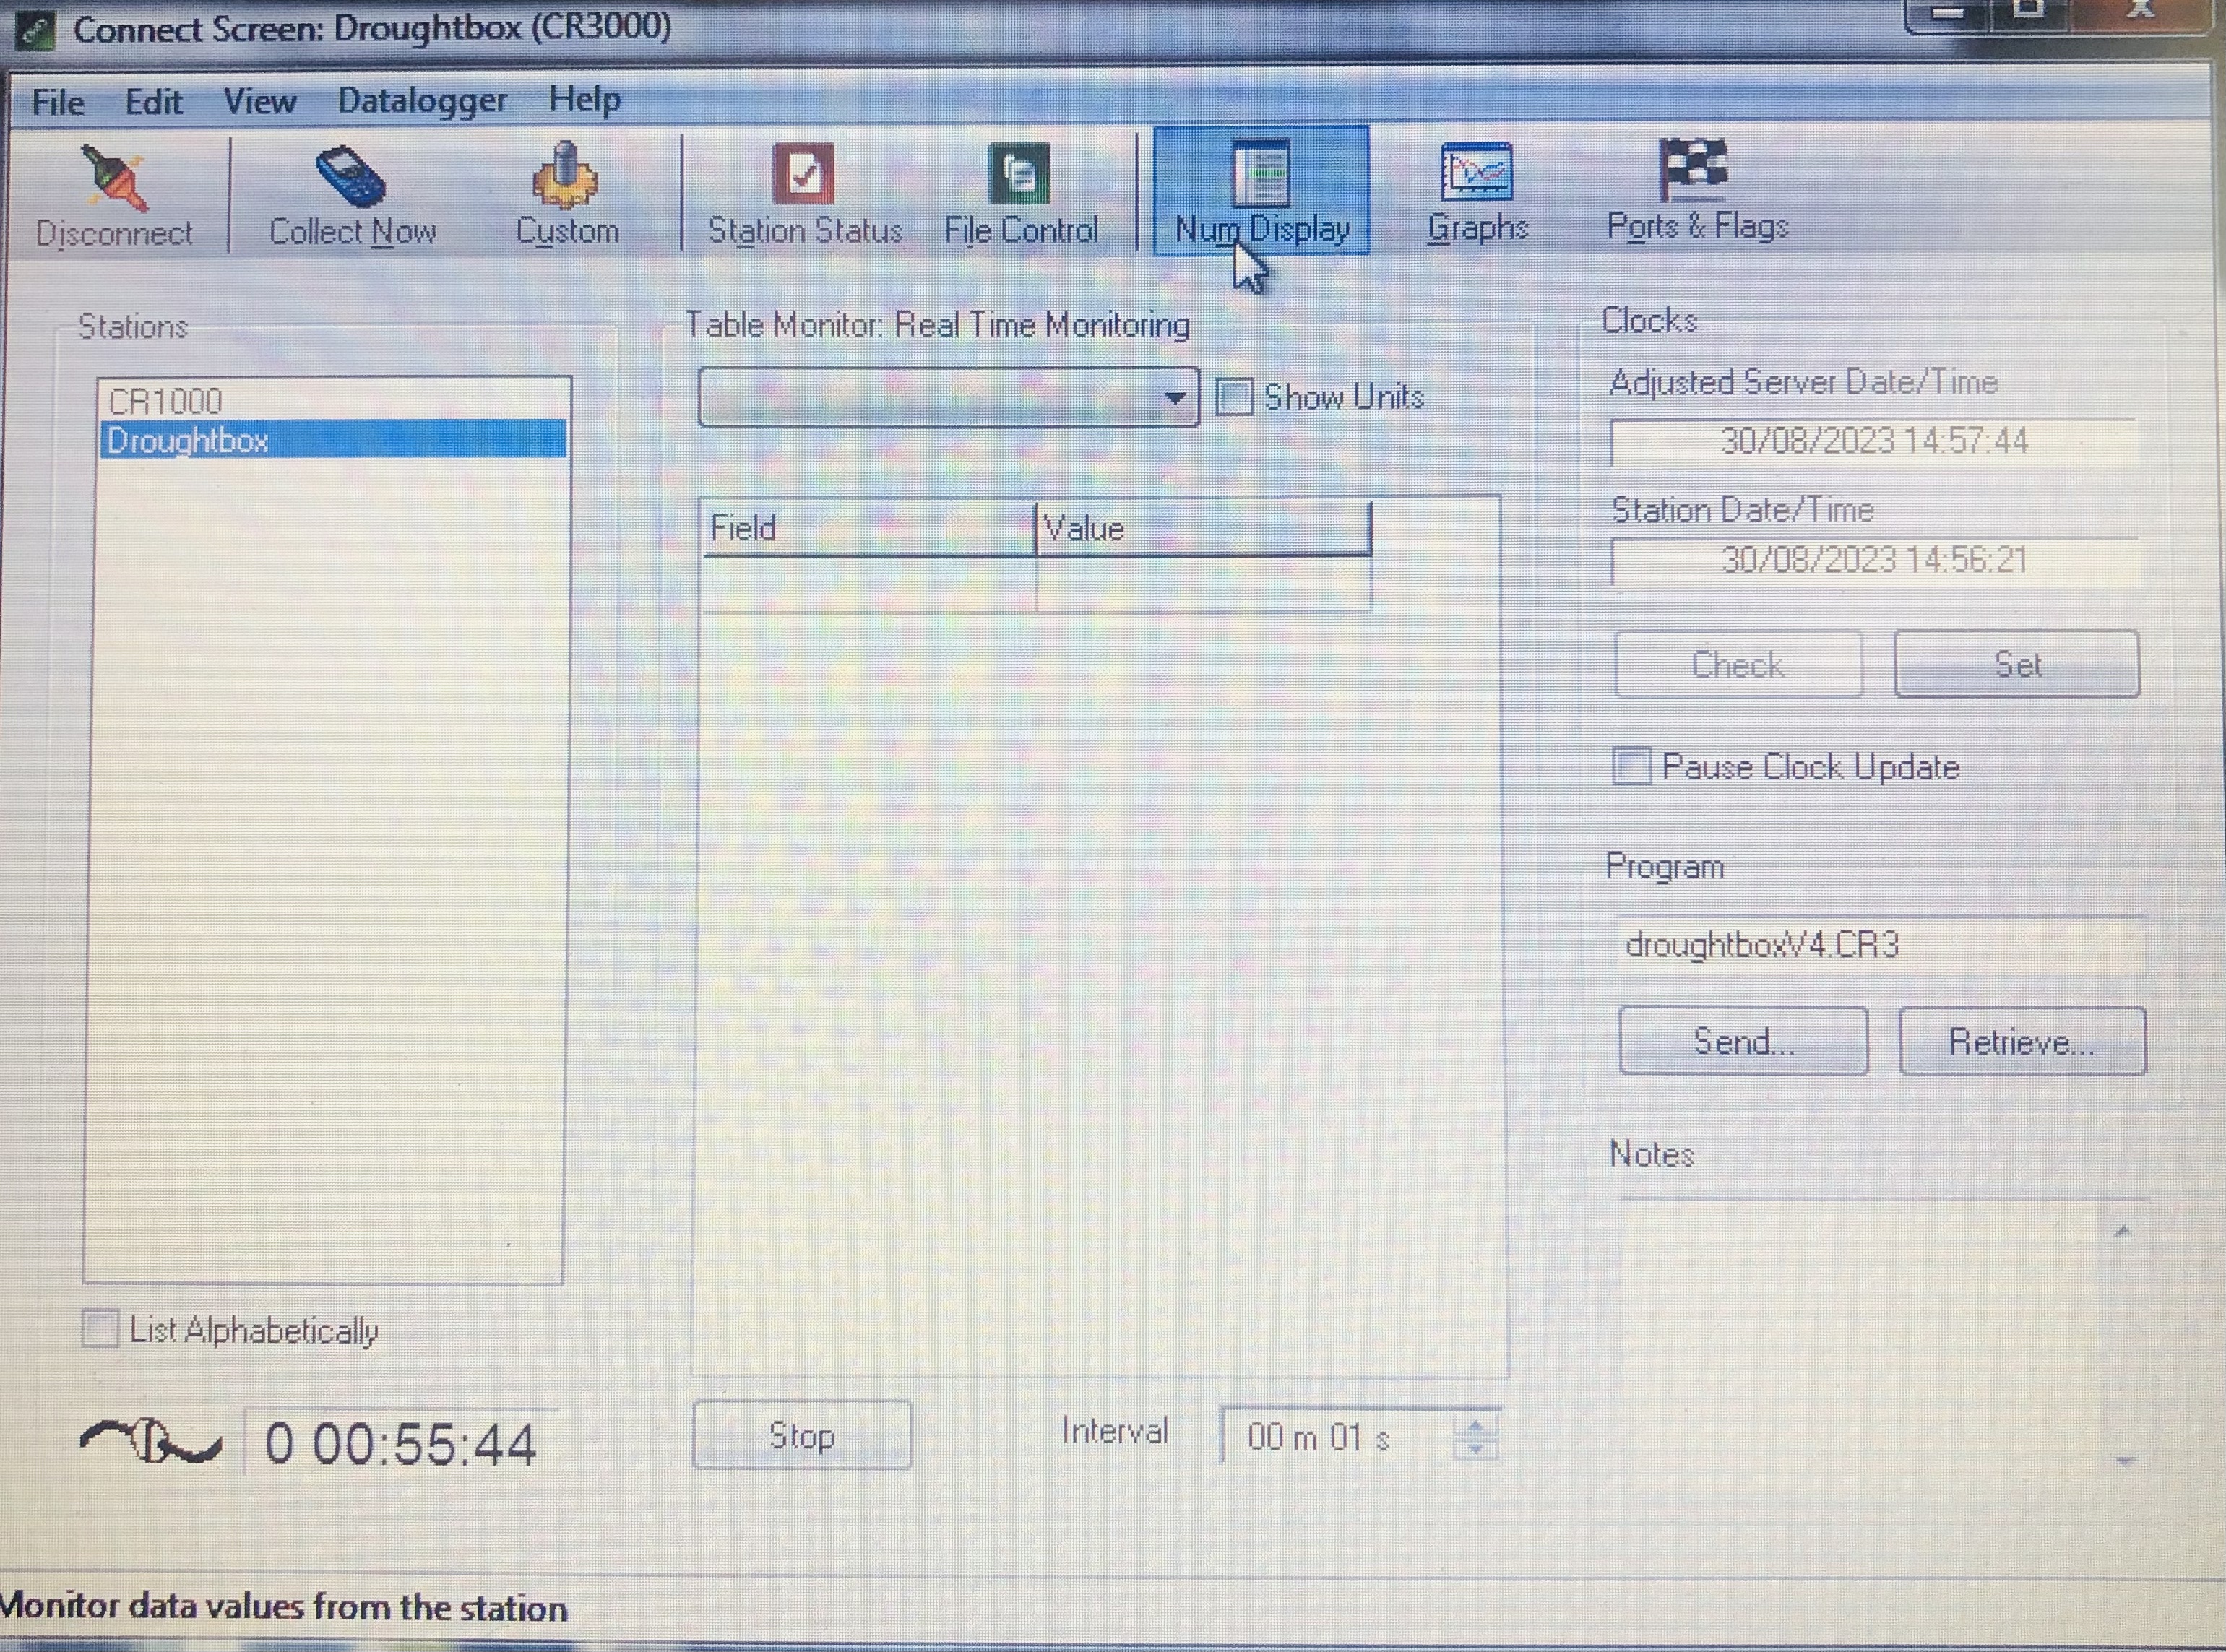 Connect Screen: Droughtbox (CR3000)
File Edit View Datalogger Help
Disconnect Collect Now Custom Station Status File Control Num Display Graphs Ports & Flags
Stations
CR1000
Droughtbox
List Alphabetically
0 00:55:44
Table Monitor: Real Time Monitoring
Show Units
Field Value
Stop Interval 00 m 01 s
Clocks
Adjusted Server Date/Time
30/08/2023 14:57:44
Station Date/Time
30/08/2023 14:56:21
Check Set
Pause Clock Update
Program
droughtboxV4.CR3
Send... Retrieve...
Notes
Monitor data values from the station